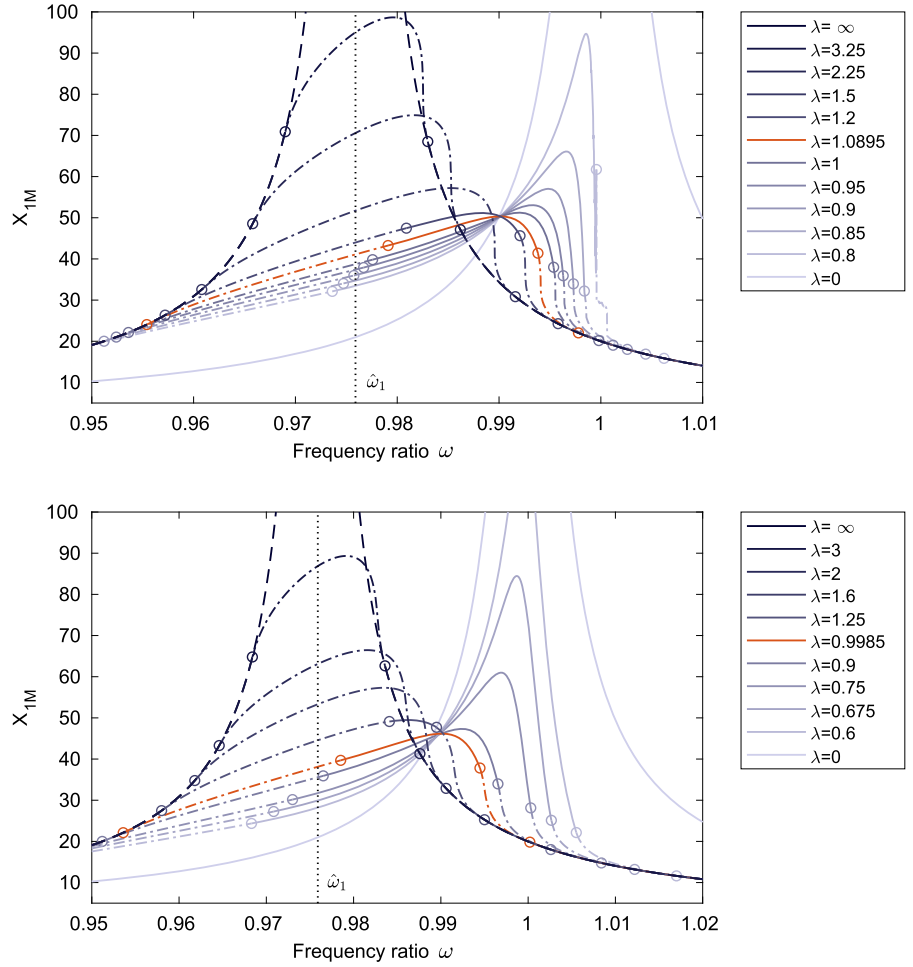 100
90
80
70
60
50
40
30
20
10
X1M
0.95
0.96
0.97
0.98
0.99
1
1.01
Frequency ratio ω
ω̂1
λ= ∞
λ=3.25
λ=2.25
λ=1.5
λ=1.2
λ=1.0895
λ=1
λ=0.95
λ=0.9
λ=0.85
λ=0.8
λ=0
100
90
80
70
60
50
40
30
20
10
X1M
0.95
0.96
0.97
0.98
0.99
1
1.01
1.02
Frequency ratio ω
ω̂1
λ= ∞
λ=3
λ=2
λ=1.6
λ=1.25
λ=0.9985
λ=0.9
λ=0.75
λ=0.675
λ=0.6
λ=0